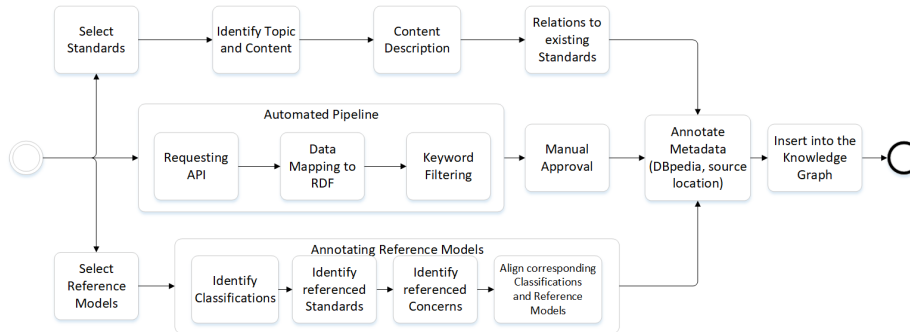 Select
Standards
Identify Topic
and Content
Content
Description
Relations to
existing
Standards
Automated Pipeline
Requesting
API
Data
Mapping to
RDF
Keyword
Filtering
Manual
Approval
Annotate
Metadata
(DBpedia, source
location)
Insert into the
Knowledge
Graph
Select
Reference
Models
Annotating Reference Models
Identify
Classifications
Identify
referenced
Standards
Identify
referenced
Concerns
Align corresponding
Classifications
and Reference
Models